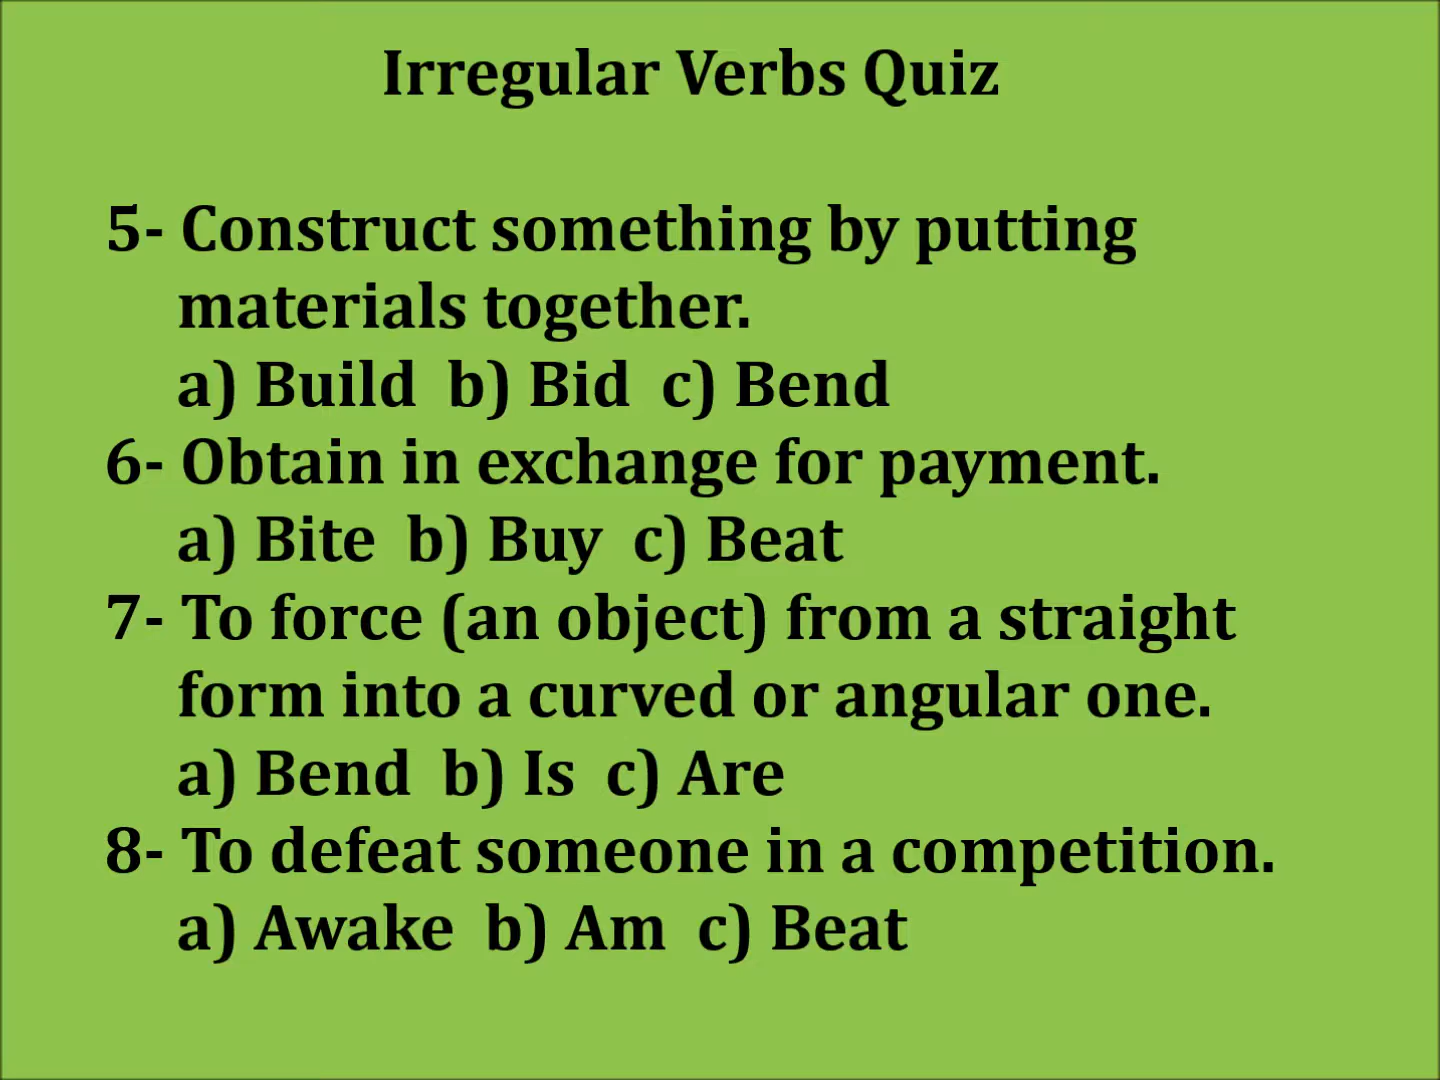 Irregular Verbs Quiz
5- Construct something by putting
materials together.
a) Build b) Bid c) Bend
6- Obtain in exchange for payment.
a) Bite b) Buy c) Beat
7- To force (an object) from a straight
form into a curved or angular one.
a) Bend b) Is c) Are
8- To defeat someone in a competition.
a) Awake b) Am c) Beat